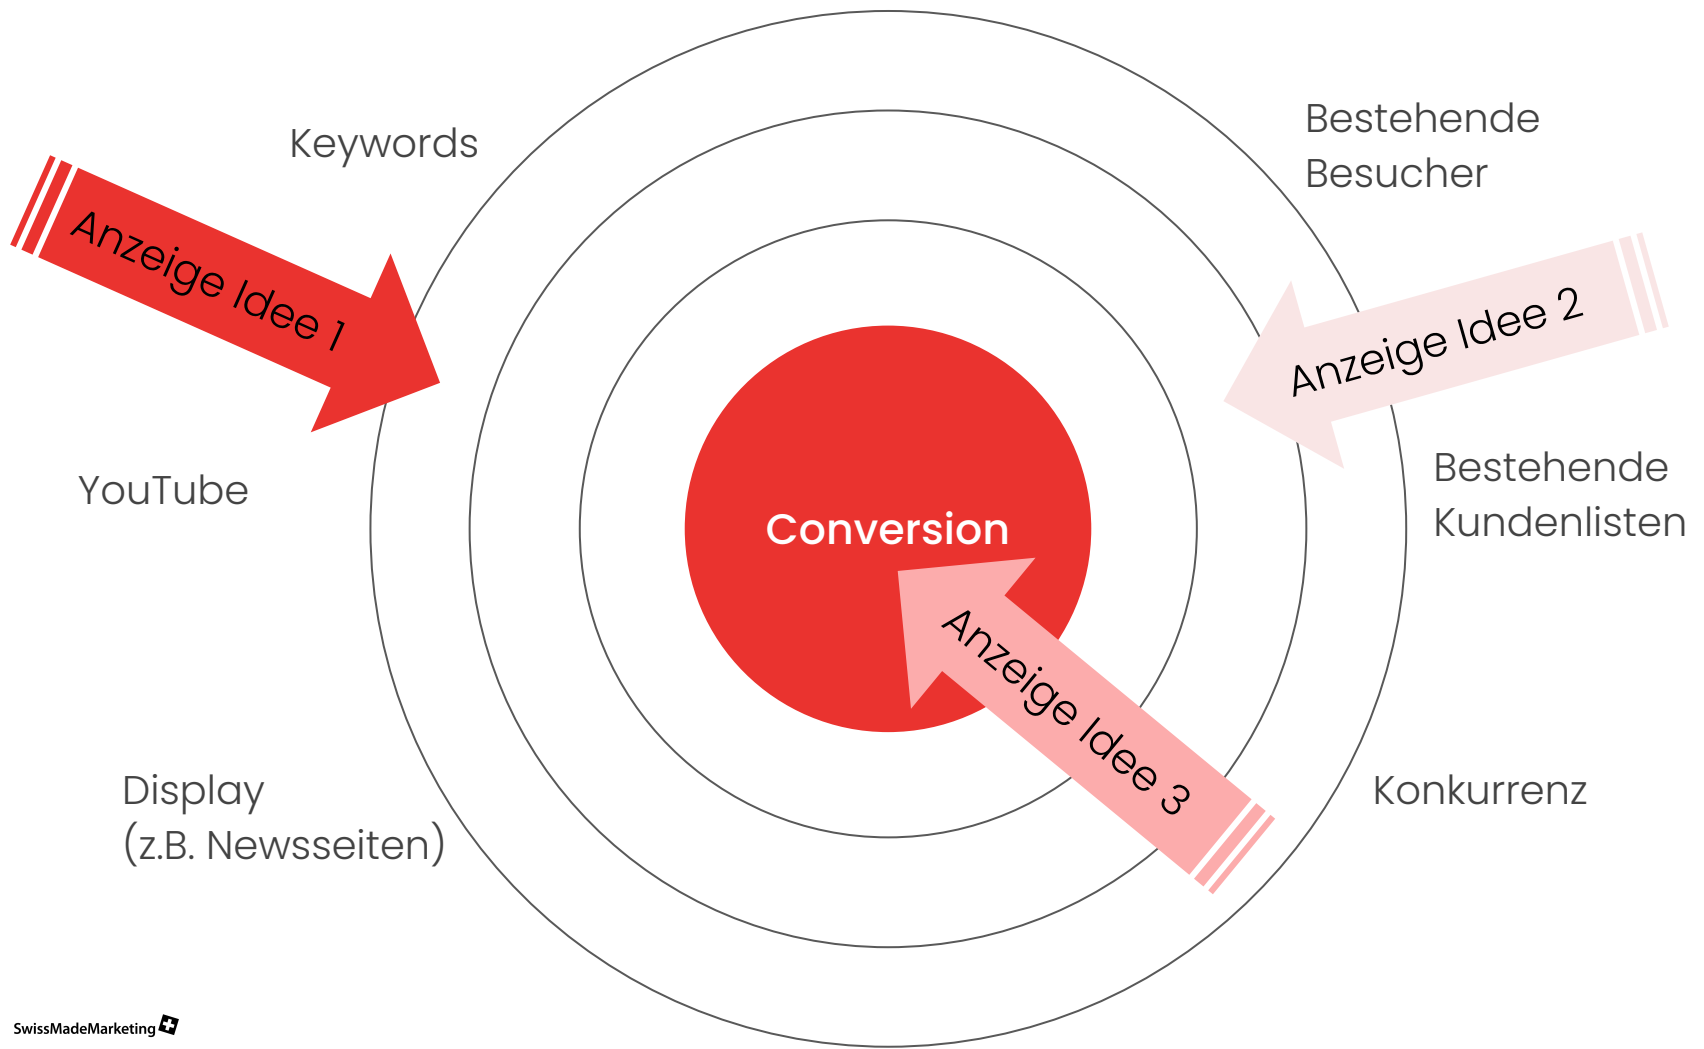 Keywords
Bestehende
Besucher
Anzeige Idee 1
Anzeige Idee 2
YouTube
Bestehende
Kundenlisten
Conversion
Anzeige Idee 3
Display
(z.B. Newsseiten)
Konkurrenz
SwissMadeMarketing